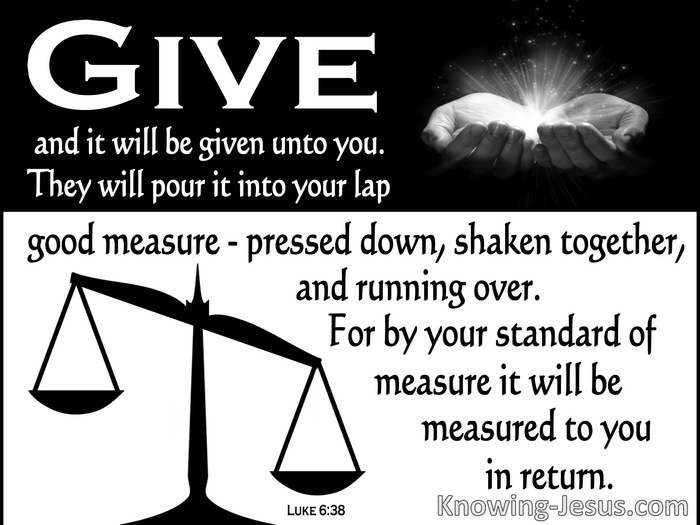 GIVE
and it will be given unto you.
They will pour it into your lap
good measure - pressed down, shaken together,
and running over.
For by your standard of
measure it will be
measured to you
in return.
LUKE 6:38
Knowing-Jesus.com